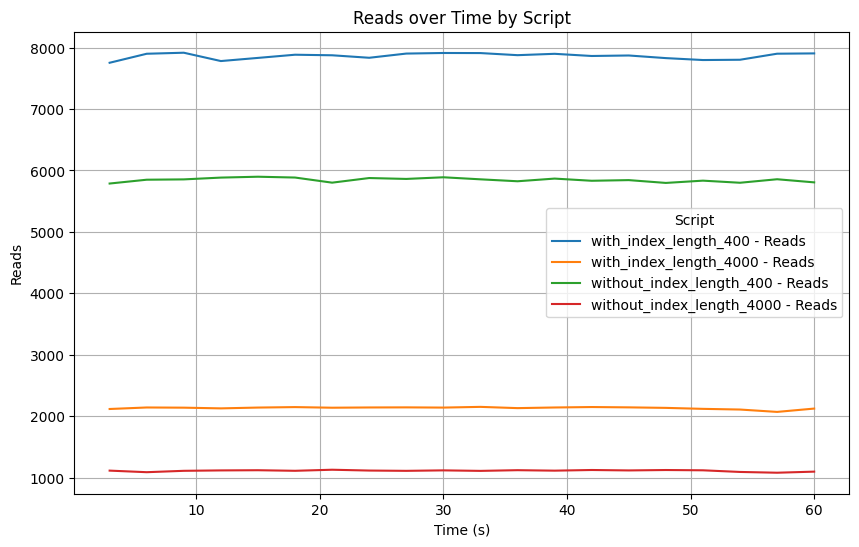 Reads over Time by Script
8000
7000
6000
5000
4000
3000
2000
1000
Reads
Script
with_index_length_400 - Reads
with_index_length_4000 - Reads
without_index_length_400 - Reads
without_index_length_4000 - Reads
10 20 30 40 50 60
Time (s)